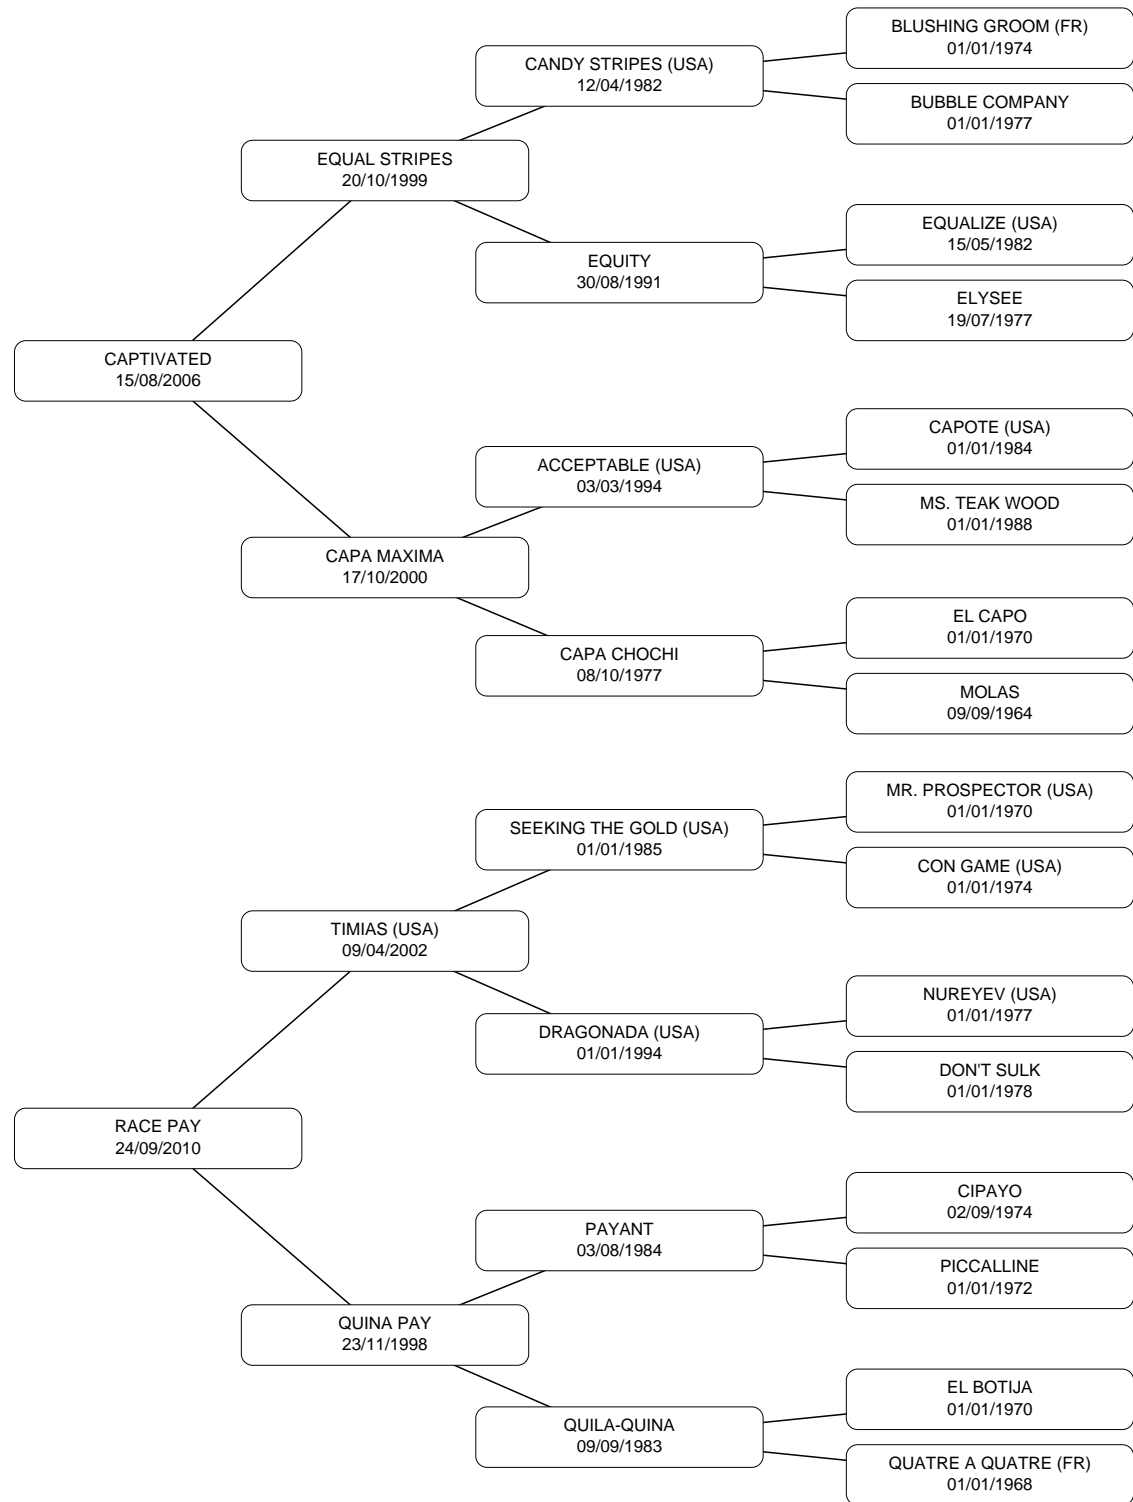 BLUSHING GROOM (FR)
01/01/1974
CANDY STRIPES (USA)
12/04/1982
BUBBLE COMPANY
01/01/1977
EQUAL STRIPES
20/10/1999
EQUALIZE (USA)
15/05/1982
EQUITY
30/08/1991
ELYSEE
19/07/1977
CAPTIVATED
15/08/2006
CAPOTE (USA)
01/01/1984
ACCEPTABLE (USA)
03/03/1994
MS. TEAK WOOD
01/01/1988
CAPA MAXIMA
17/10/2000
EL CAPO
01/01/1970
CAPA CHOCHI
08/10/1977
MOLAS
09/09/1964
MR. PROSPECTOR (USA)
01/01/1970
SEEKING THE GOLD (USA)
01/01/1985
CON GAME (USA)
01/01/1974
TIMIAS (USA)
09/04/2002
NUREYEV (USA)
01/01/1977
DRAGONADA (USA)
01/01/1994
DON'T SULK
01/01/1978
RACE PAY
24/09/2010
CIPAYO
02/09/1974
PAYANT
03/08/1984
PICCALLINE
01/01/1972
QUINA PAY
23/11/1998
EL BOTIJA
01/01/1970
QUILA-QUINA
09/09/1983
QUATRE A QUATRE (FR)
01/01/1968